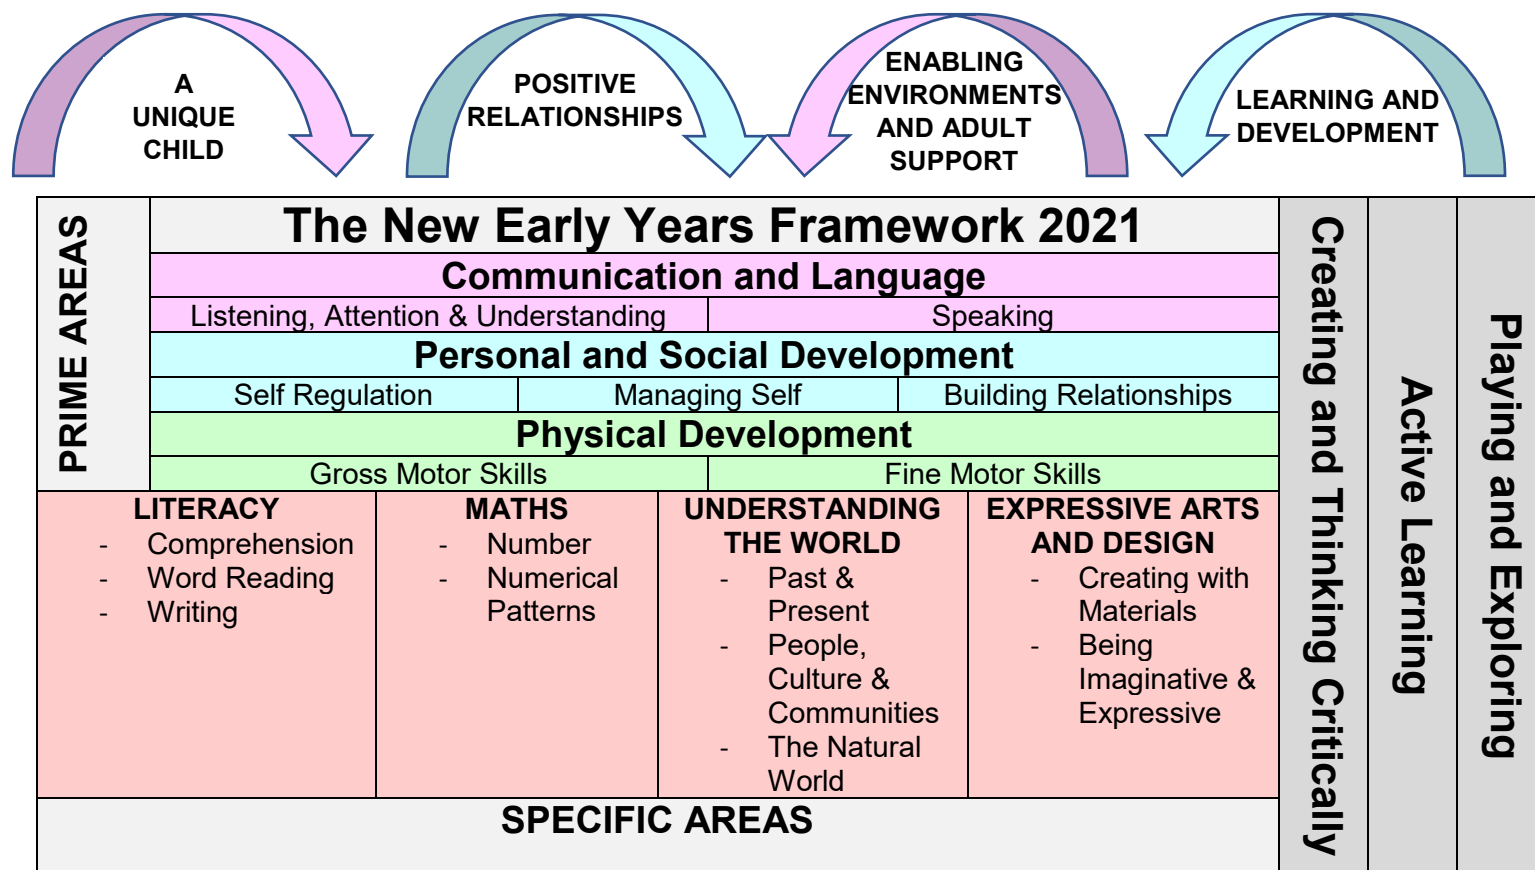 A
UNIQUE
CHILD
POSITIVE
RELATIONSHIPS
ENABLING
ENVIRONMENTS
AND ADULT
SUPPORT
LEARNING AND
DEVELOPMENT
PRIME AREAS
The New Early Years Framework 2021
Communication and Language
Listening, Attention & Understanding
Speaking
Personal and Social Development
Self Regulation
Managing Self
Building Relationships
Physical Development
Gross Motor Skills
Fine Motor Skills
LITERACY
- Comprehension
- Word Reading
- Writing
MATHS
- Number
- Numerical
Patterns
UNDERSTANDING
THE WORLD
- Past &
Present
- People,
Culture &
Communities
- The Natural
World
EXPRESSIVE ARTS
AND DESIGN
- Creating with
Materials
- Being
Imaginative &
Expressive
SPECIFIC AREAS
Creating and Thinking Critically
Active Learning
Playing and Exploring